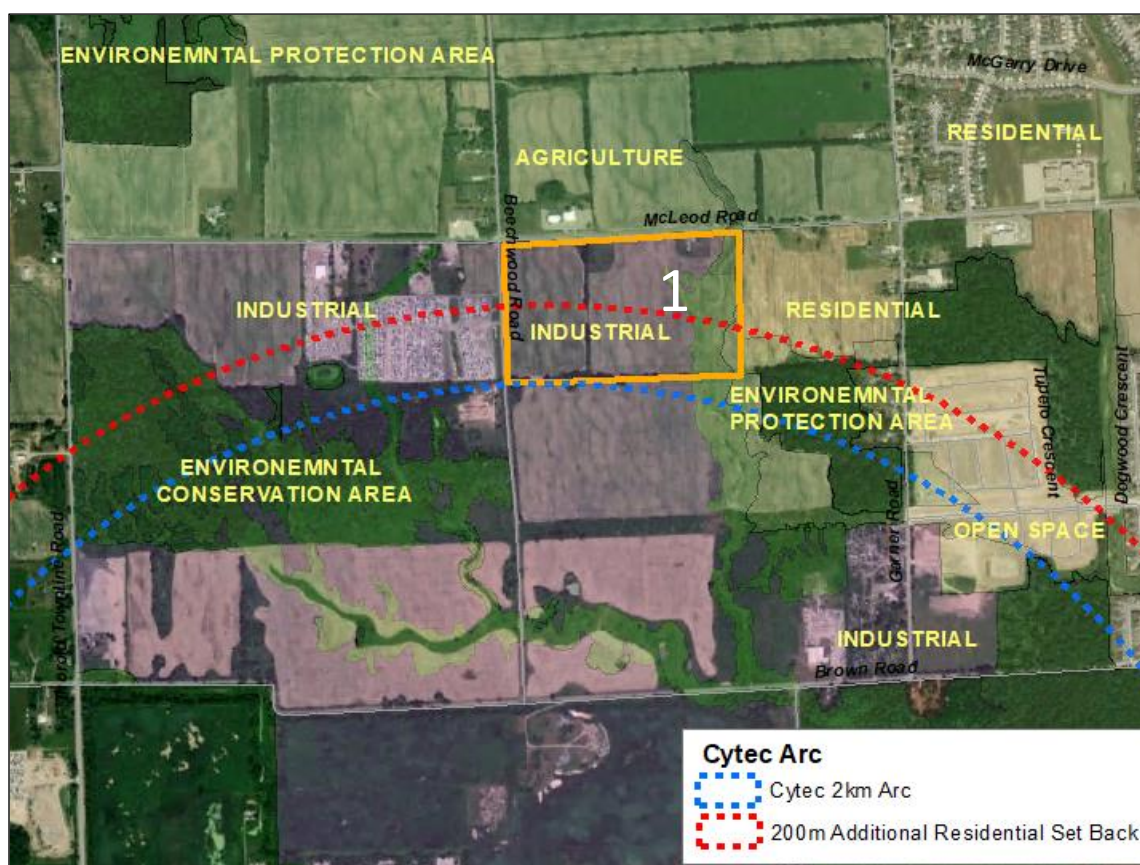 ENVIRONEMNTAL PROTECTION AREA
McGarry Drive
RESIDENTIAL
AGRICULTURE
McLeod Road
Beechwood Road
1
INDUSTRIAL
INDUSTRIAL
RESIDENTIAL
ENVIRONEMNTAL
PROTECTION AREA
Tupelo Crescent
Dogwood Crescent
ENVIRONEMNTAL
CONSERVATION AREA
Garner Road
OPEN SPACE
Townline Road
INDUSTRIAL
Brown Road
Cytec Arc
Cytec 2km Arc
200m Additional Residential Set Back